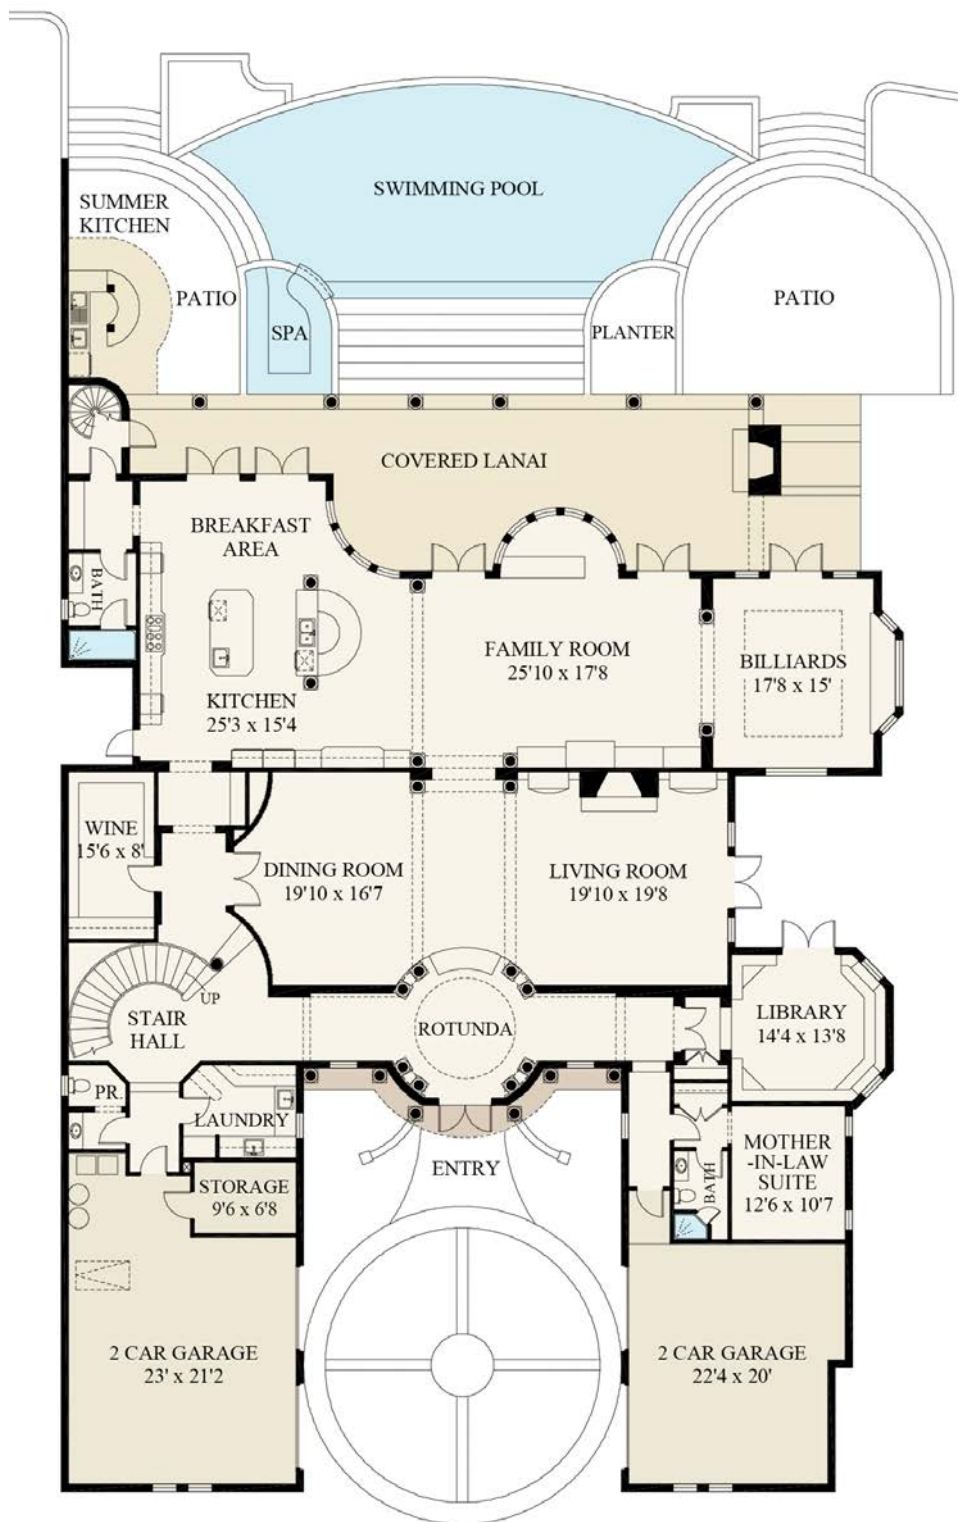 SWIMMING POOL
SUMMER
KITCHEN
PATIO
SPA
PLANTER
PATIO
COVERED LANAI
BREAKFAST
AREA
BATH
FAMILY ROOM
25'10 x 17'8
BILLIARDS
17'8 x 15'
KITCHEN
25'3 x 15'4
WINE
15'6 x 8'
DINING ROOM
19'10 x 16'7
LIVING ROOM
19'10 x 19'8
UP
STAIR
HALL
ROTUNDA
LIBRARY
14'4 x 13'8
PR.
LAUNDRY
ENTRY
MOTHER
-IN-LAW
SUITE
12'6 x 10'7
BATH
STORAGE
9'6 x 6'8
2 CAR GARAGE
23' x 21'2
2 CAR GARAGE
22'4 x 20'